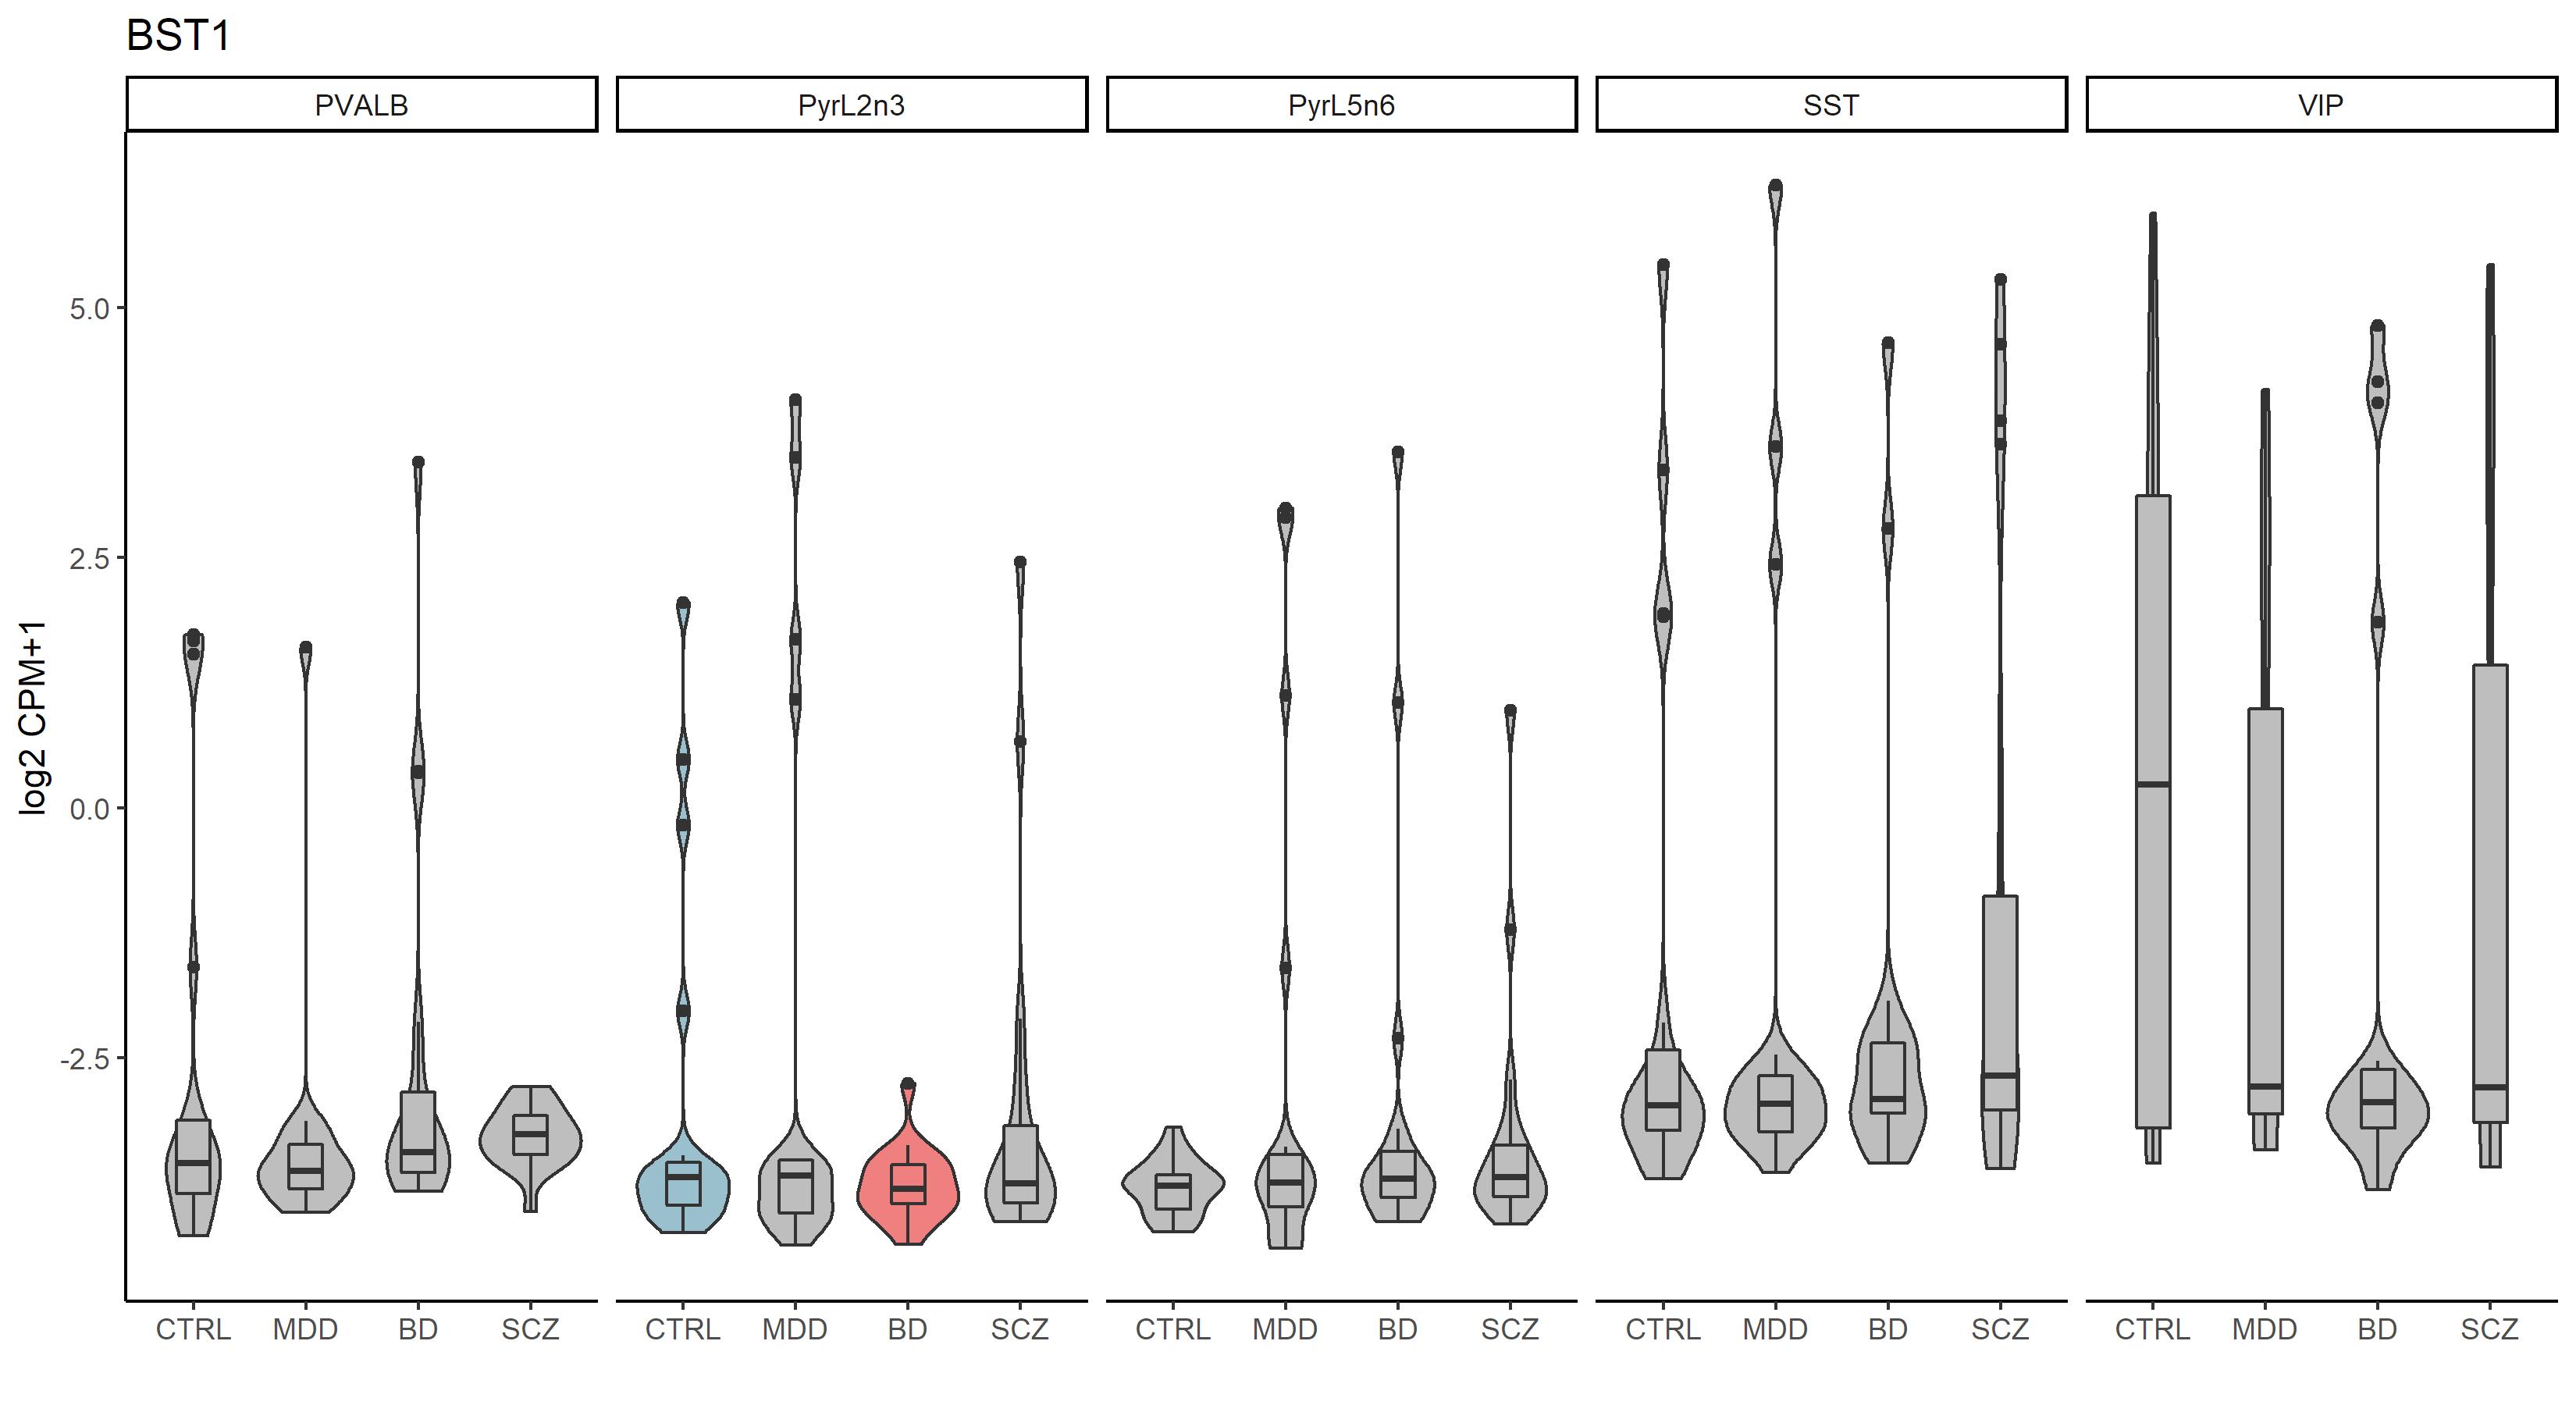 BST1
PVALB PyrL2n3 PyrL5n6 SST VIP
log2 CPM+1
5.0
2.5
0.0
-2.5
CTRL MDD BD SCZ CTRL MDD BD SCZ CTRL MDD BD SCZ CTRL MDD BD SCZ CTRL MDD BD SCZ